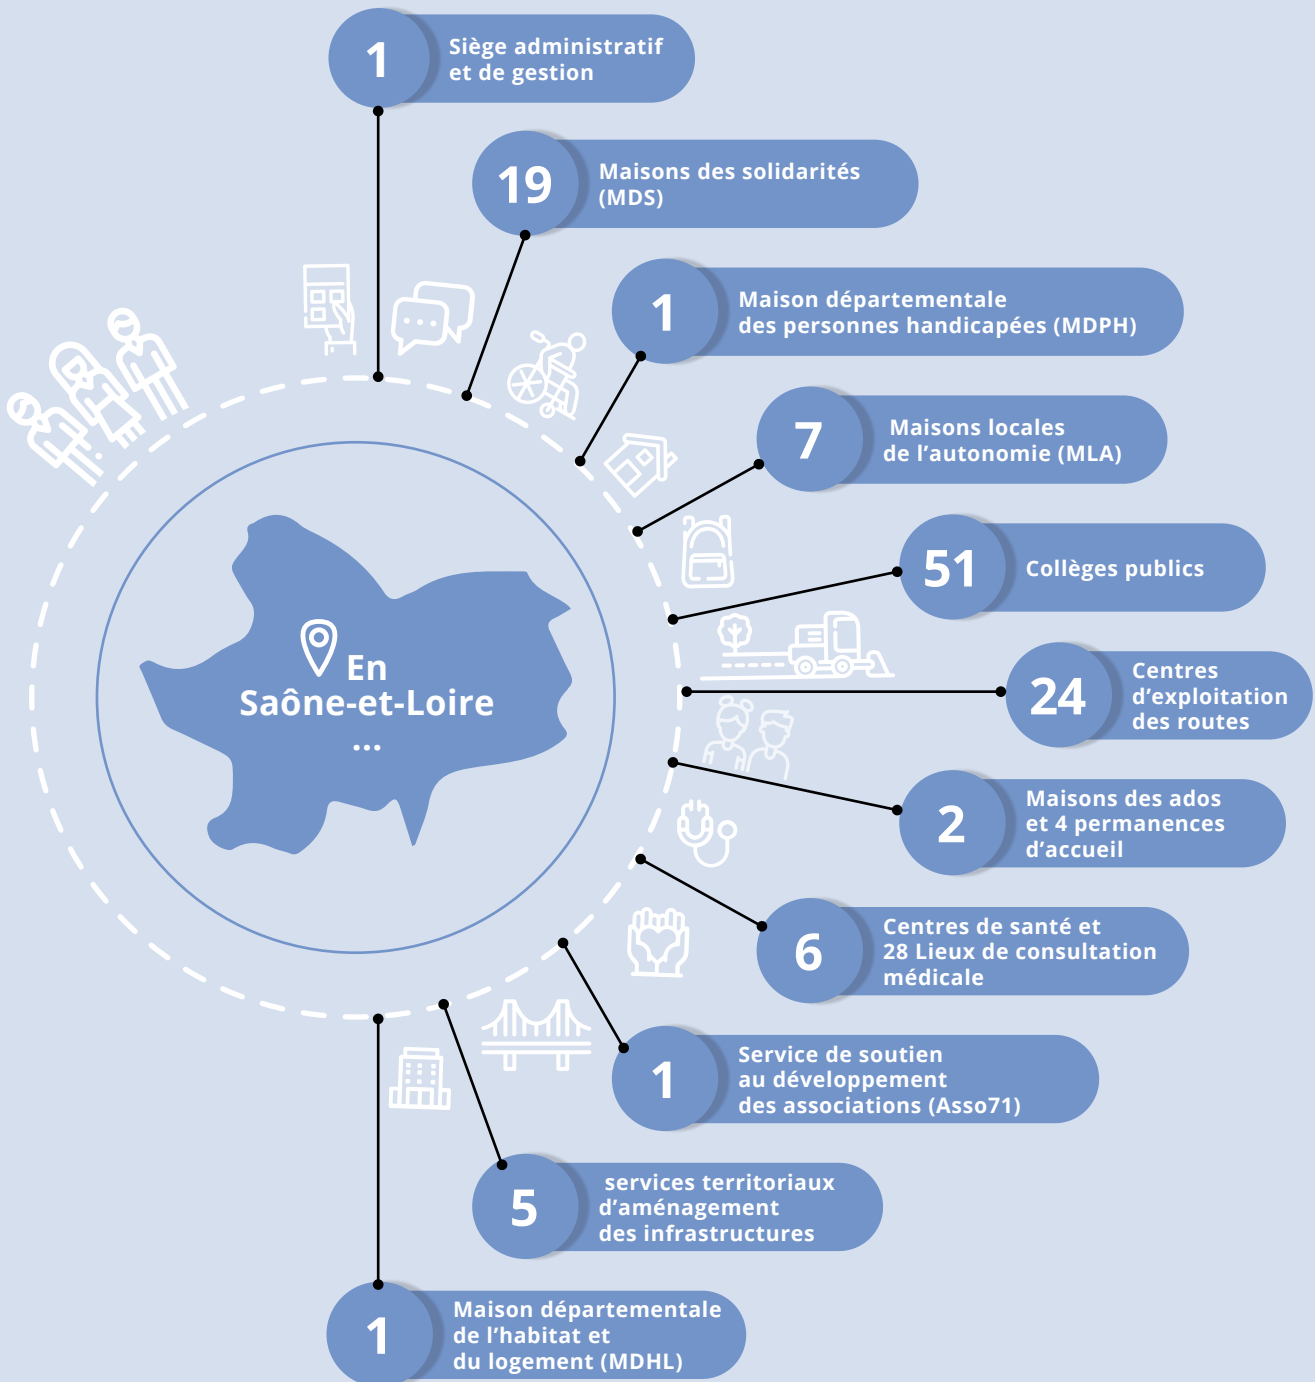 1
Siège administratif
et de gestion
19
Maisons des solidarités
(MDS)
1
Maison départementale
des personnes handicapées (MDPH)
7
Maisons locales
de l’autonomie (MLA)
51
Collèges publics
24
Centres
d’exploitation
des routes
En
Saône-et-Loire
...
2
Maisons des ados
et 4 permanences
d’accueil
6
Centres de santé et
28 Lieux de consultation
médicale
1
Service de soutien
au développement
des associations (Asso71)
5
services territoriaux
d’aménagement
des infrastructures
1
Maison départementale
de l’habitat et
du logement (MDHL)